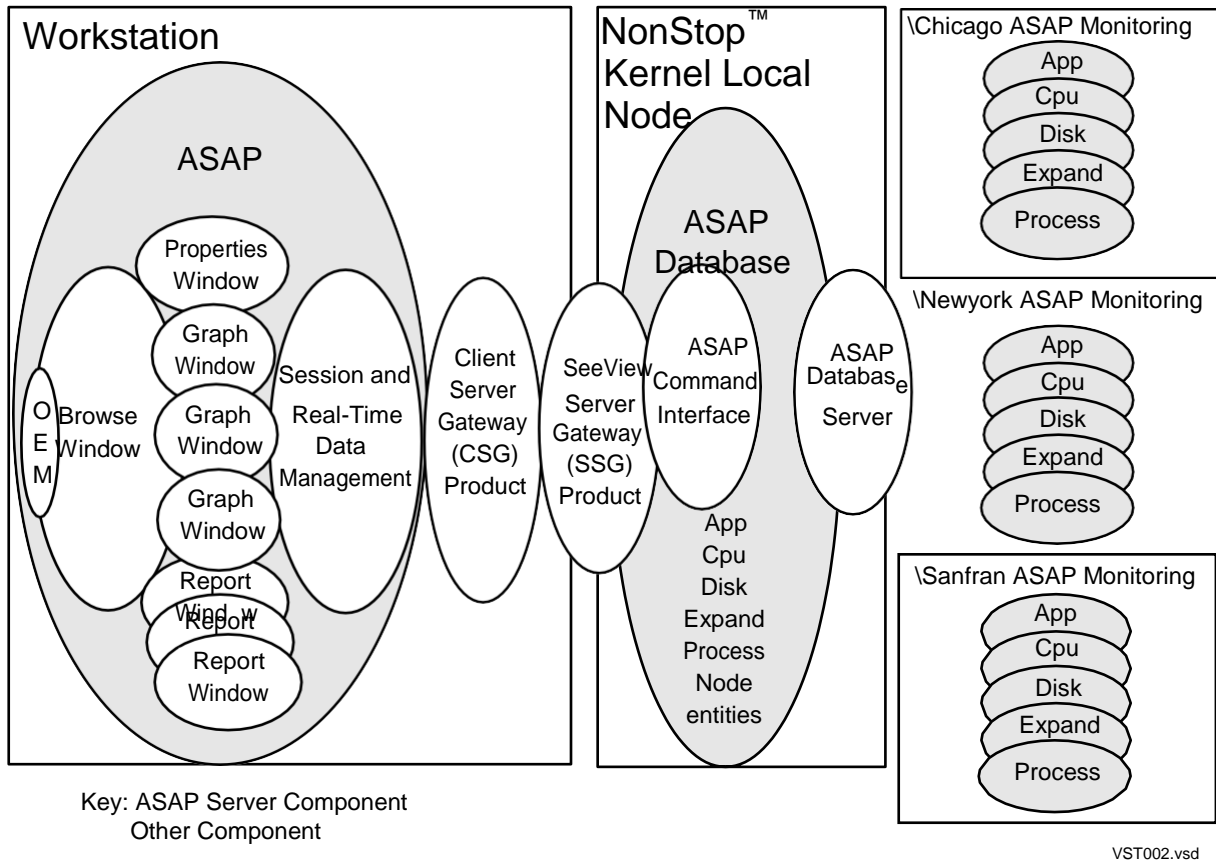 Workstation
ASAP
Properties
Window
Graph
Window
Graph
Window
Graph
Window
Report
Wind w
Report
Report
Window
O
E
M
Browse
Window
Session and
Real-Time
Data
Management
Client
Server
Gateway
(CSG)
Product
NonStop™
Kernel Local
Node
ASAP
Database
SeeView
Server
Gateway
(SSG)
Product
ASAP
Command
Interface
ASAP
Database
Server
App
Cpu
Disk
Expand
Process
Node
entities
\Chicago ASAP Monitoring
App
Cpu
Disk
Expand
Process
\Newyork ASAP Monitoring
App
Cpu
Disk
Expand
Process
\Sanfran ASAP Monitoring
App
Cpu
Disk
Expand
Process
Key: ASAP Server Component
Other Component
VST002.vsd